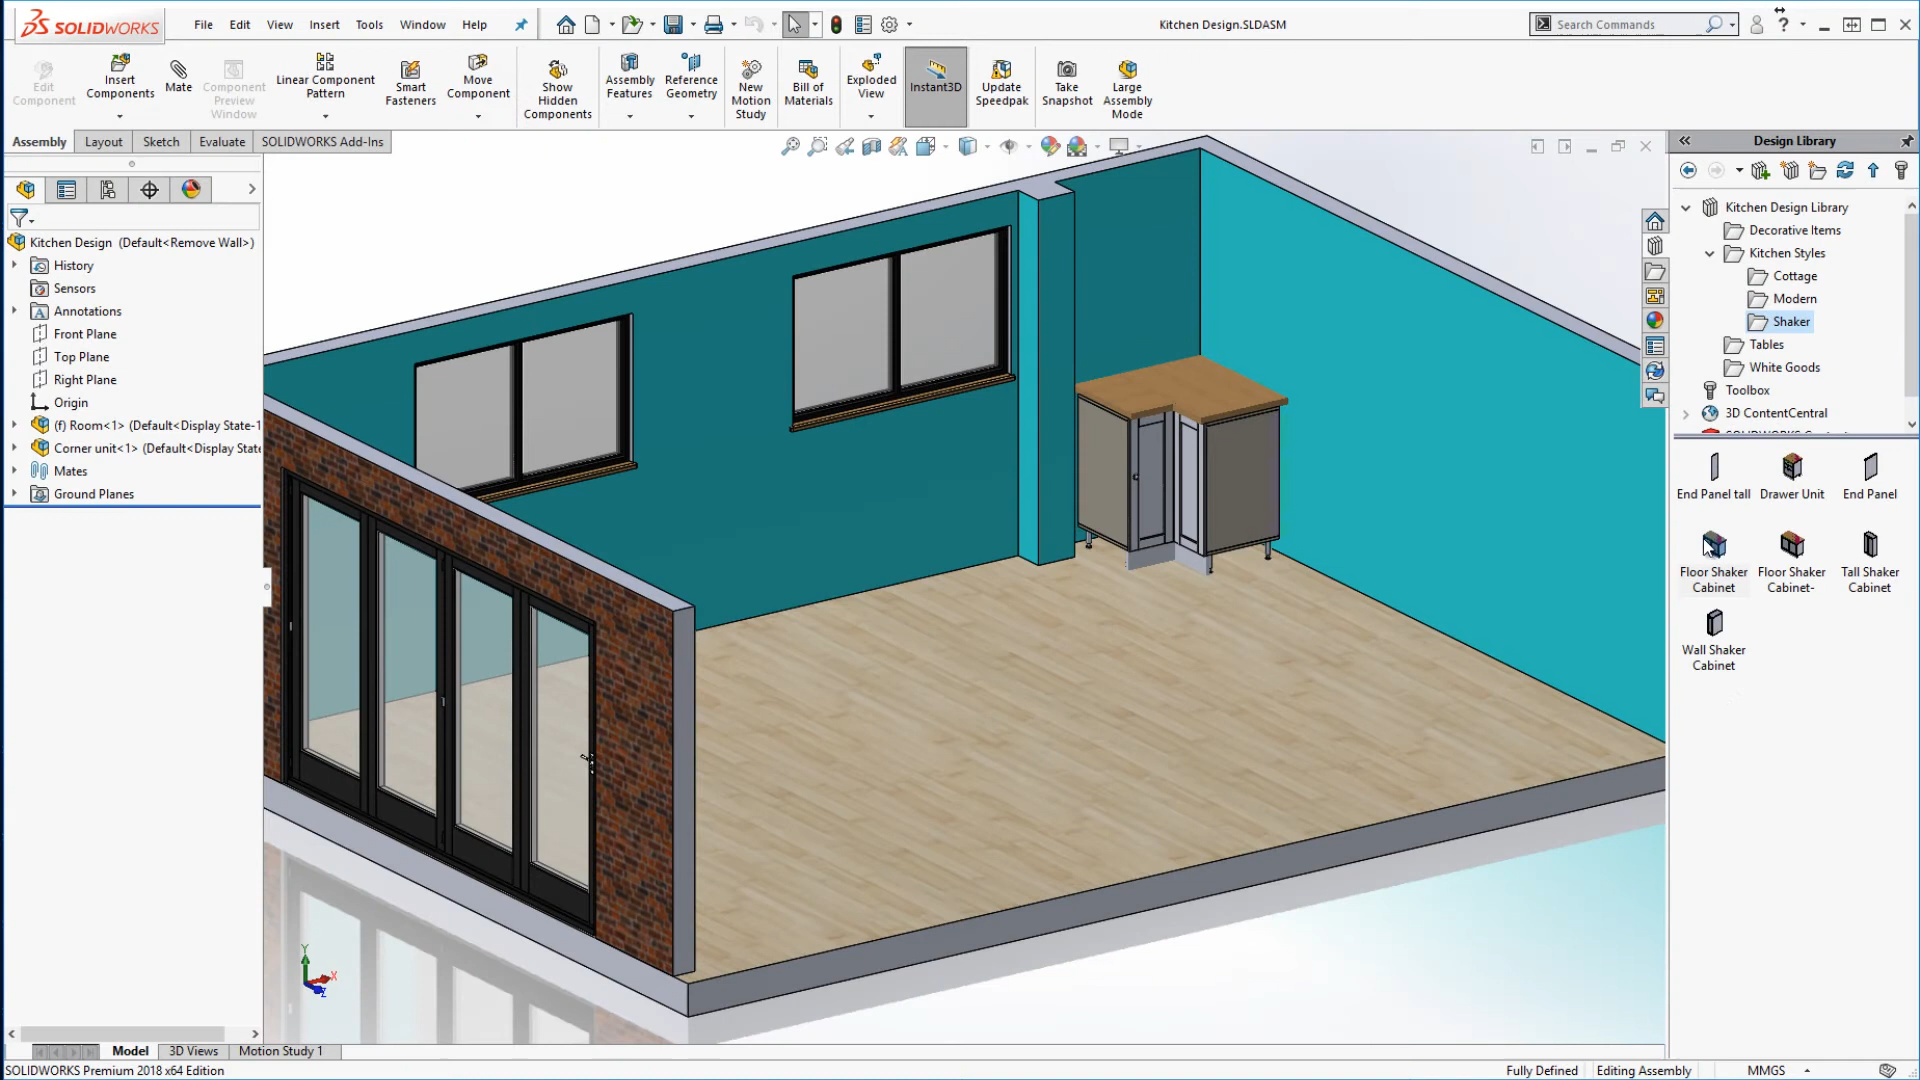 SOLIDWORKS File Edit View Insert Tools Window Help Kitchen Design.SLDASM Search Commands ?
Edit Component
Insert Components
Mate
Component Preview Window
Linear Component Pattern
Smart Fasteners
Move Component
Show Hidden Components
Assembly Features
Reference Geometry
New Motion Study
Bill of Materials
Exploded View
Instant3D
Update Speedpak
Take Snapshot
Large Assembly Mode
Assembly Layout Sketch Evaluate SOLIDWORKS Add-Ins
Kitchen Design (Default<Remove Wall>)
History
Sensors
Annotations
Front Plane
Top Plane
Right Plane
Origin
(f) Room<1> (Default<Display State-1
Corner unit<1> (Default<Display State
Mates
Ground Planes
Y
X
Z
Design Library
Kitchen Design Library
Decorative Items
Kitchen Styles
Cottage
Modern
Shaker
Tables
White Goods
Toolbox
3D ContentCentral
End Panel tall
Drawer Unit
End Panel
Floor Shaker Cabinet
Floor Shaker Cabinet-
Tall Shaker Cabinet
Wall Shaker Cabinet
Model 3D Views Motion Study 1
SOLIDWORKS Premium 2018 x64 Edition Fully Defined Editing Assembly MMGS